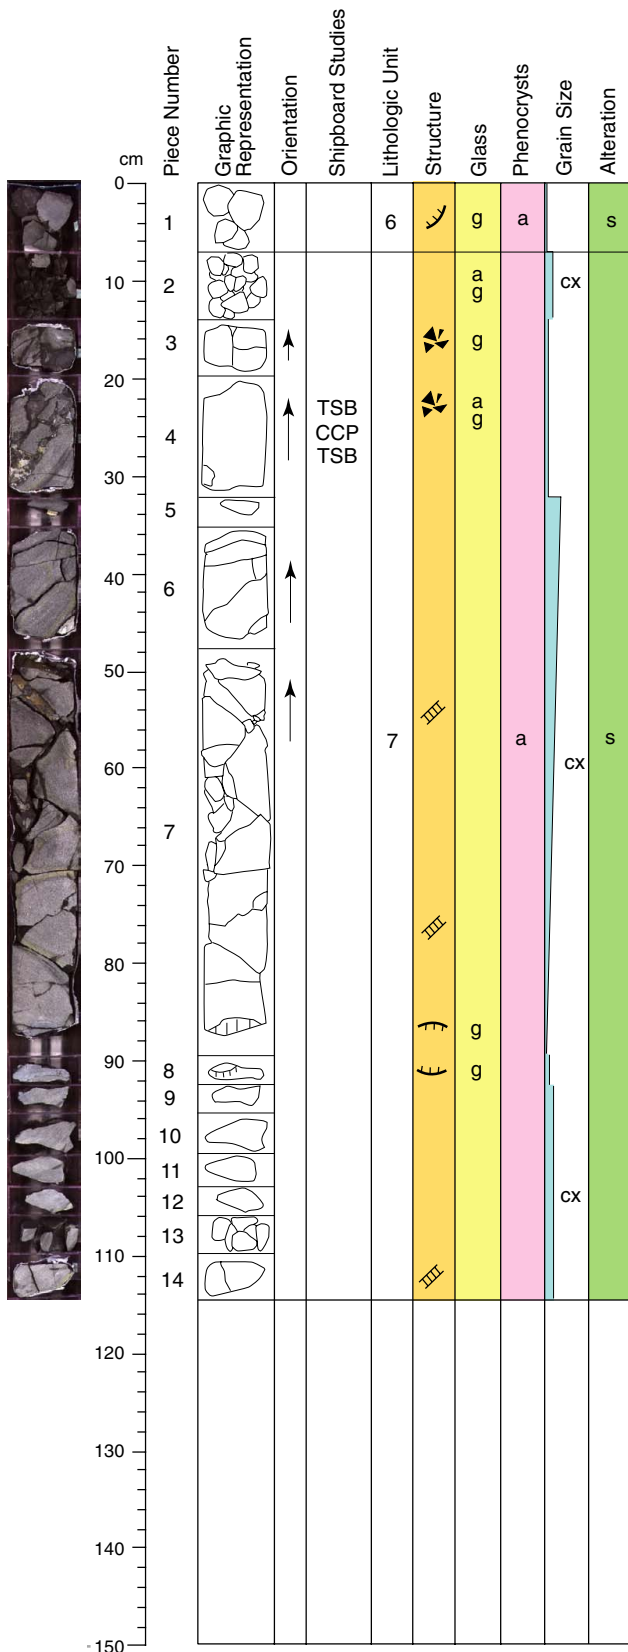 cm
Piece Number
Graphic
Representation
Orientation
Shipboard Studies
Lithologic Unit
Structure
Glass
Phenocrysts
Grain Size
Alteration
0
1
6
g
a
s
10
2
a
g
cx
3
g
20
4
TSB
CCP
TSB
a
g
30
5
40
6
50
7
a
s
60
cx
7
70
80
g
90
8
g
9
10
100
11
12
cx
13
110
14
120
130
140
150